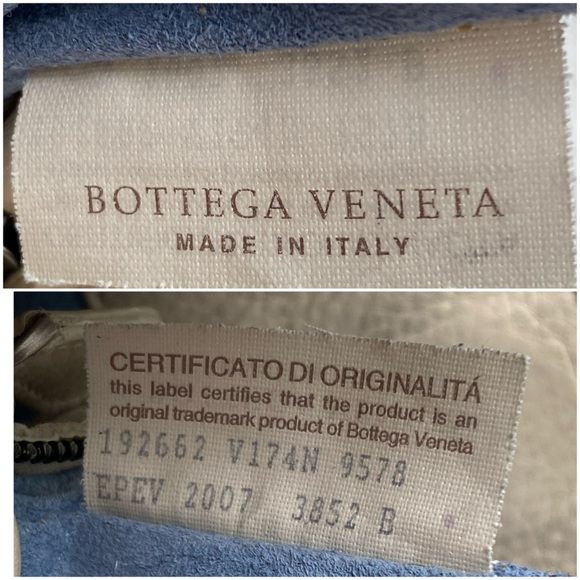 BOTTEGA VENETA
MADE IN ITALY
CERTIFICATO DI ORIGINALITÁ
this label certifies that the product is an
original trademark product of Bottega Veneta
192662 V174N 9578
EPEV 2007 3852 B